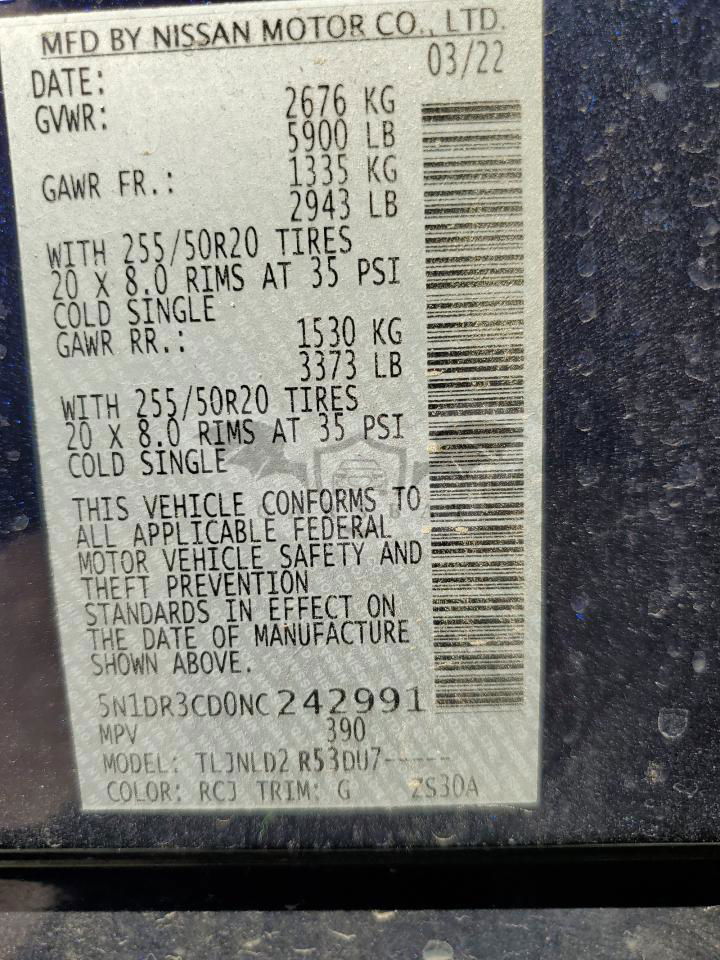 MFD BY NISSAN MOTOR CO., LTD.
DATE: 03/22
GVWR: 2676 KG
5900 LB
GAWR FR.: 1335 KG
2943 LB
WITH 255/50R20 TIRES
20 X 8.0 RIMS AT 35 PSI
COLD SINGLE
GAWR RR.: 1530 KG
3373 LB
WITH 255/50R20 TIRES
20 X 8.0 RIMS AT 35 PSI
COLD SINGLE
THIS VEHICLE CONFORMS TO
ALL APPLICABLE FEDERAL
MOTOR VEHICLE SAFETY AND
THEFT PREVENTION
STANDARDS IN EFFECT ON
THE DATE OF MANUFACTURE
SHOWN ABOVE.
5N1DR3CD0NC242991
MPV 390
MODEL: TLJNLD2 R53DU7-----
COLOR: RCJ TRIM: G ZS30A